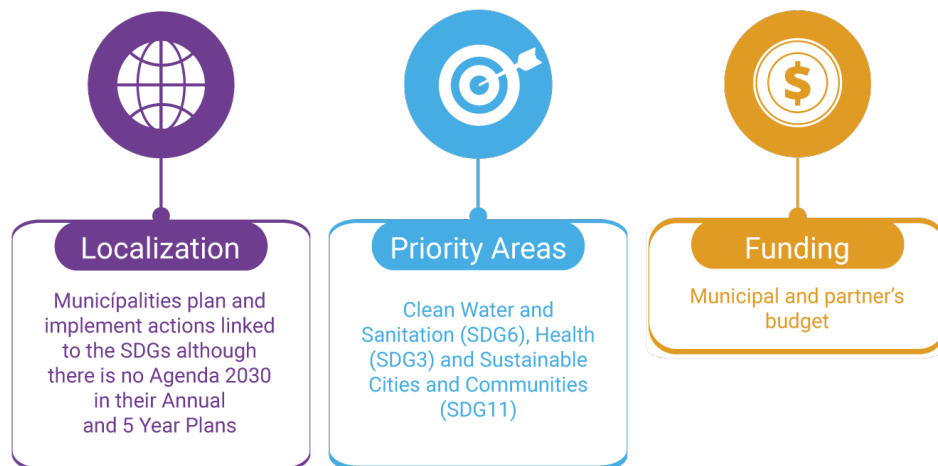 Localization
Municípalities plan and
implement actions linked
to the SDGs although
there is no Agenda 2030
in their Annual
and 5 Year Plans
Priority Areas
Clean Water and
Sanitation (SDG6), Health
(SDG3) and Sustainable
Cities and Communities
(SDG11)
$
Funding
Municipal and partner’s
budget